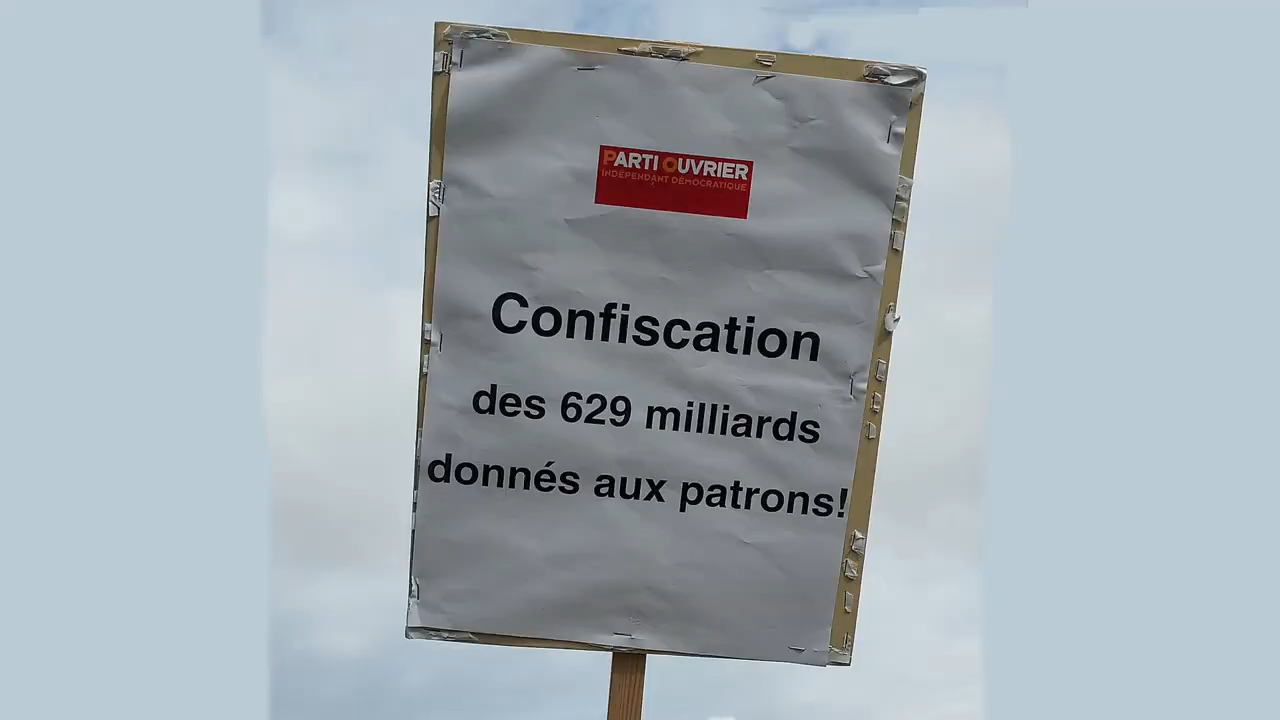 PARTI OUVRIER
INDÉPENDANT DÉMOCRATIQUE
Confiscation
des 629 milliards
donnés aux patrons!